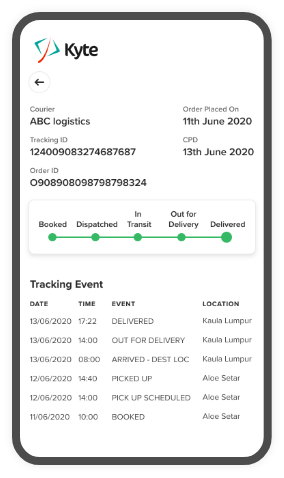 Kyte
Courier Order Placed On
ABC logistics 11th June 2020
Tracking ID CPD
124009083274687687 13th June 2020
Order ID
O908908098798798324
Booked Dispatched In Transit Out for Delivery Delivered
Tracking Event
DATE TIME EVENT LOCATION
13/06/2020 17:22 DELIVERED Kaula Lumpur
13/06/2020 14:00 OUT FOR DELIVERY Kaula Lumpur
13/06/2020 08:00 ARRIVED - DEST LOC Kaula Lumpur
12/06/2020 14:40 PICKED UP Aloe Setar
12/06/2020 14:00 PICK UP SCHEDULED Aloe Setar
11/06/2020 10:00 BOOKED Aloe Setar